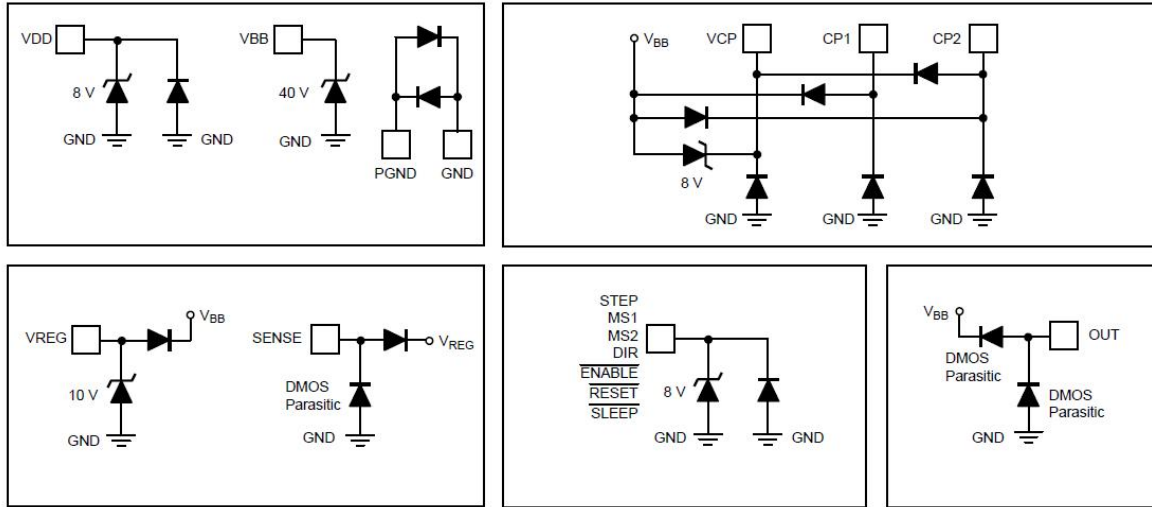 VDD
8 V
GND
GND
VBB
40 V
GND
PGND
GND
VBB
VCP
CP1
CP2
8 V
GND
GND
GND
VREG
VBB
10 V
GND
SENSE
VREG
DMOS
Parasitic
GND
STEP
MS1
MS2
DIR
ENABLE
RESET
SLEEP
8 V
GND
GND
VBB
OUT
DMOS
Parasitic
DMOS
Parasitic
GND